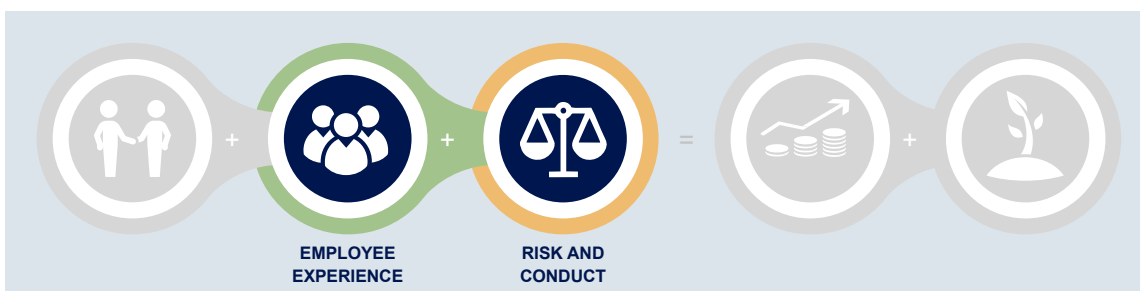 + + = +
EMPLOYEE RISK AND
EXPERIENCE CONDUCT